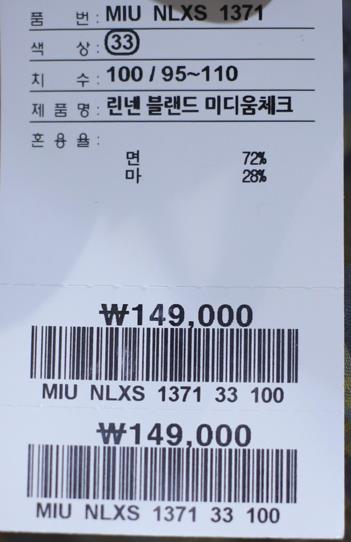 품 번 : MIU NLXS 1371
색 상 : 33
치 수 : 100 / 95~110
제 품 명 : 린넨 블랜드 미디움체크
혼 용 율 :
면 72%
마 28%
₩149,000
MIU NLXS 1371 33 100
₩149,000
MIU NLXS 1371 33 100